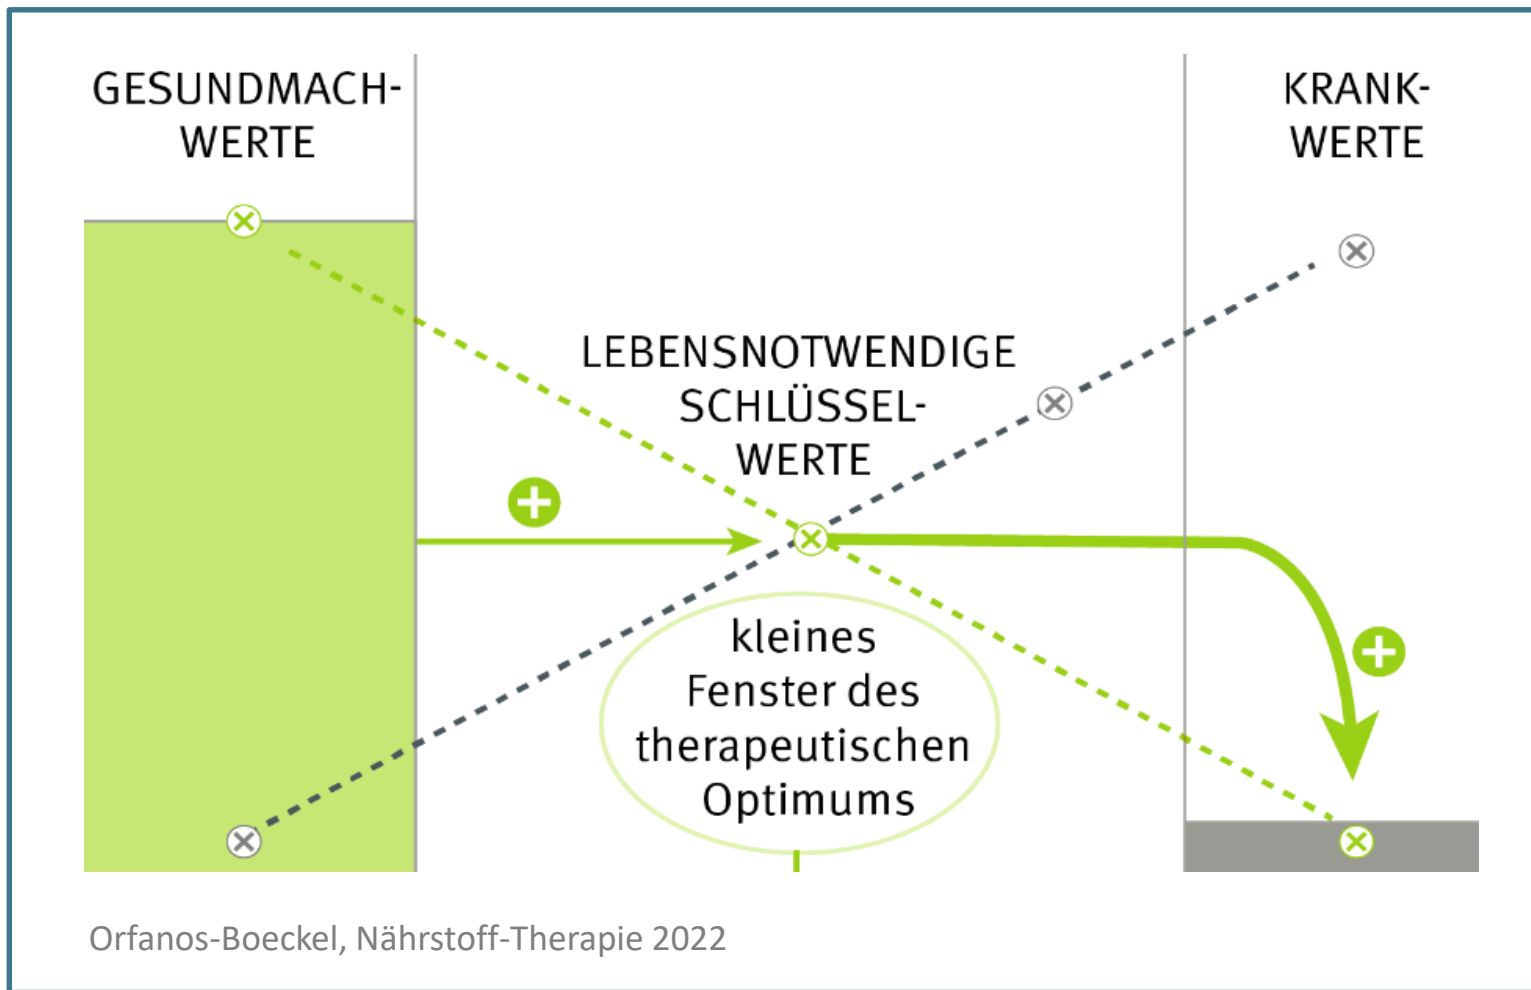 GESUNDMACH-
WERTE
KRANK-
WERTE
LEBENSNOTWENDIGE
SCHLÜSSEL-
WERTE
kleines
Fenster des
therapeutischen
Optimums
Orfanos-Boeckel, Nährstoff-Therapie 2022